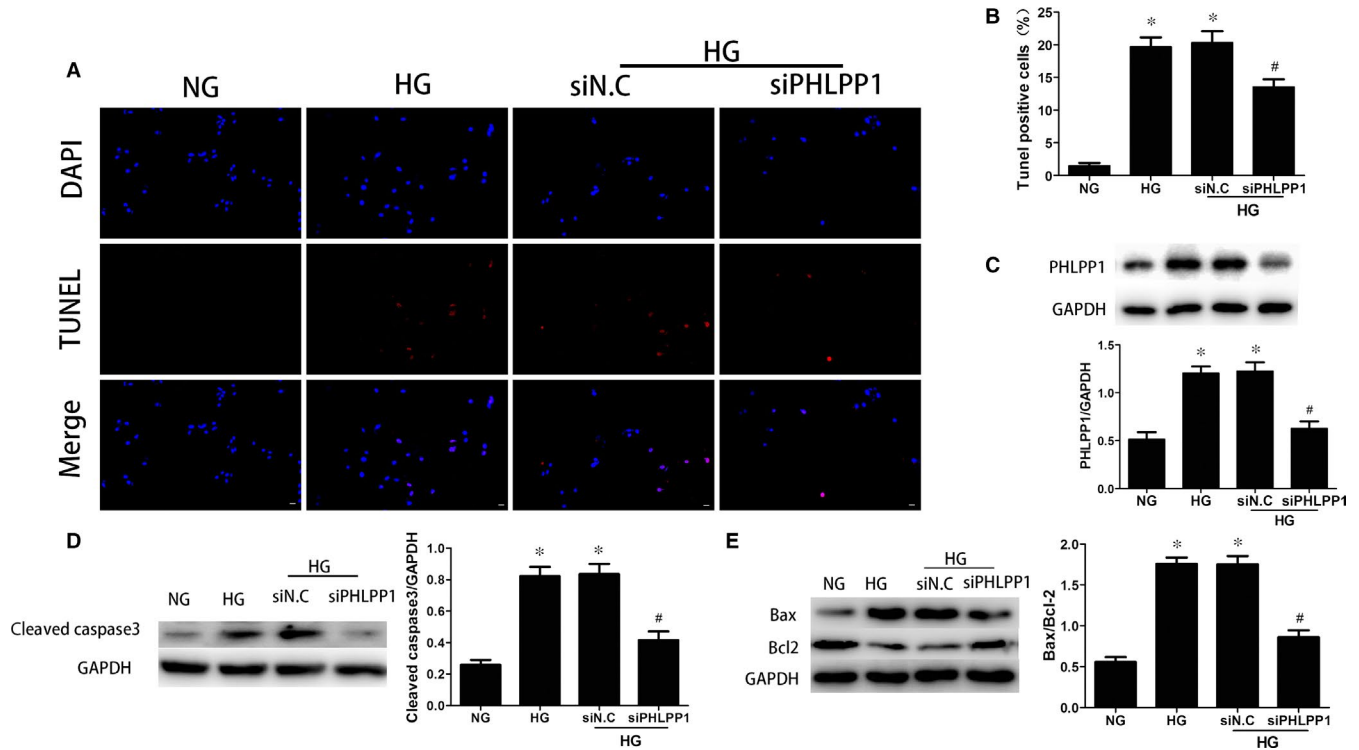 A
HG
NG HG siN.C siPHLPP1
DAPI
TUNEL
Merge
B
Tunel positive cells (%)
25
20
15
10
5
0
* * #
NG HG siN.C siPHLPP1
HG
C
PHLPP1
GAPDH
PHLPP1/GAPDH
1.5
1.0
0.5
0.0
* * #
NG HG siN.C siPHLPP1
HG
D
HG
NG HG siN.C siPHLPP1
Cleaved caspase3
GAPDH
Cleaved caspase3/GAPDH
0.8
0.6
0.4
0.2
0.0
* * #
NG HG siN.C siPHLPP1
HG
E
HG
NG HG siN.C siPHLPP1
Bax
Bcl2
GAPDH
Bax/Bcl-2
2.0
1.5
1.0
0.5
0.0
* * #
NG HG siN.C siPHLPP1
HG